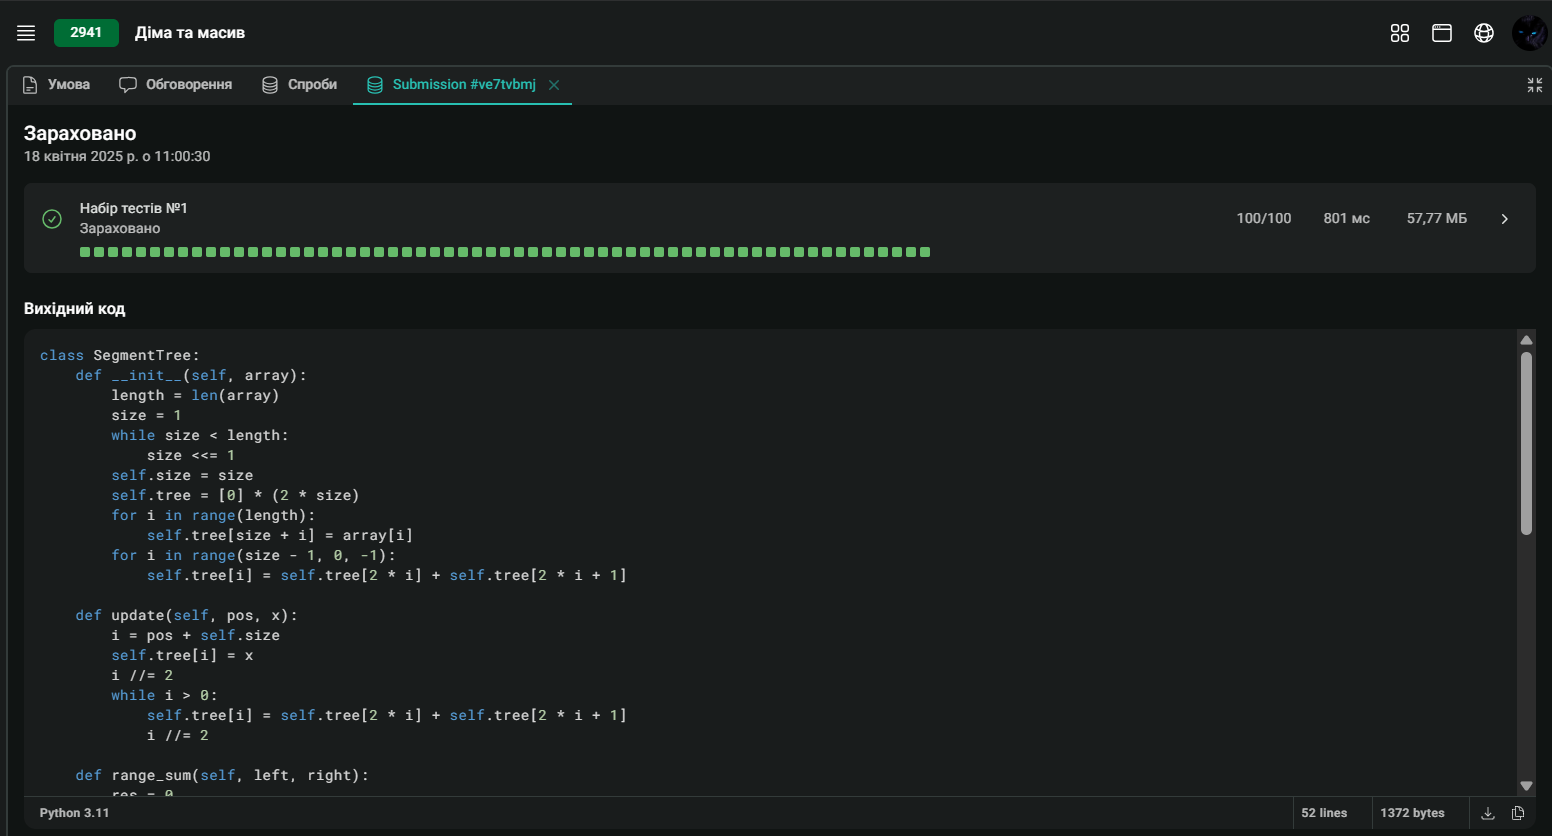 2941 Діма та масив
Умова Обговорення Спроби Submission #ve7tvbmj
Зараховано
18 квітня 2025 р. о 11:00:30
Набір тестів №1
Зараховано
100/100 801 мс 57,77 МБ
Вихідний код
class SegmentTree:
    def __init__(self, array):
        length = len(array)
        size = 1
        while size < length:
            size <<= 1
        self.size = size
        self.tree = [0] * (2 * size)
        for i in range(length):
            self.tree[size + i] = array[i]
        for i in range(size - 1, 0, -1):
            self.tree[i] = self.tree[2 * i] + self.tree[2 * i + 1]
    def update(self, pos, x):
        i = pos + self.size
        self.tree[i] = x
        i //= 2
        while i > 0:
            self.tree[i] = self.tree[2 * i] + self.tree[2 * i + 1]
            i //= 2
    def range_sum(self, left, right):
        res = 0
Python 3.11 52 lines 1372 bytes